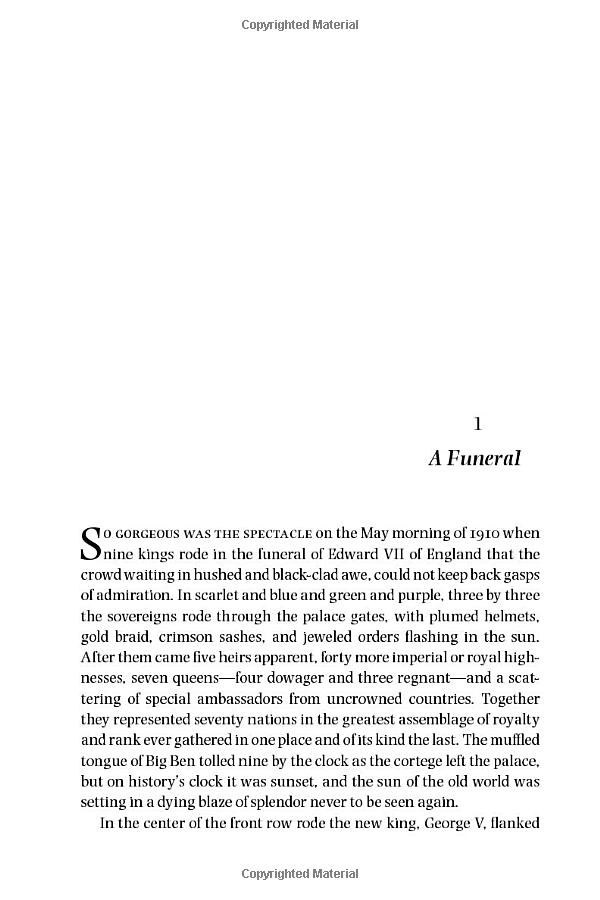 Copyrighted Material
1
A Funeral
SO GORGEOUS WAS THE SPECTACLE on the May morning of 1910 when
nine kings rode in the funeral of Edward VII of England that the
crowd waiting in hushed and black-clad awe, could not keep back gasps
of admiration. In scarlet and blue and green and purple, three by three
the sovereigns rode through the palace gates, with plumed helmets,
gold braid, crimson sashes, and jeweled orders flashing in the sun.
After them came five heirs apparent, forty more imperial or royal high-
nesses, seven queens—four dowager and three regnant—and a scat-
tering of special ambassadors from uncrowned countries. Together
they represented seventy nations in the greatest assemblage of royalty
and rank ever gathered in one place and of its kind the last. The muffled
tongue of Big Ben tolled nine by the clock as the cortege left the palace,
but on history's clock it was sunset, and the sun of the old world was
setting in a dying blaze of splendor never to be seen again.
In the center of the front row rode the new king, George V, flanked
Copyrighted Material